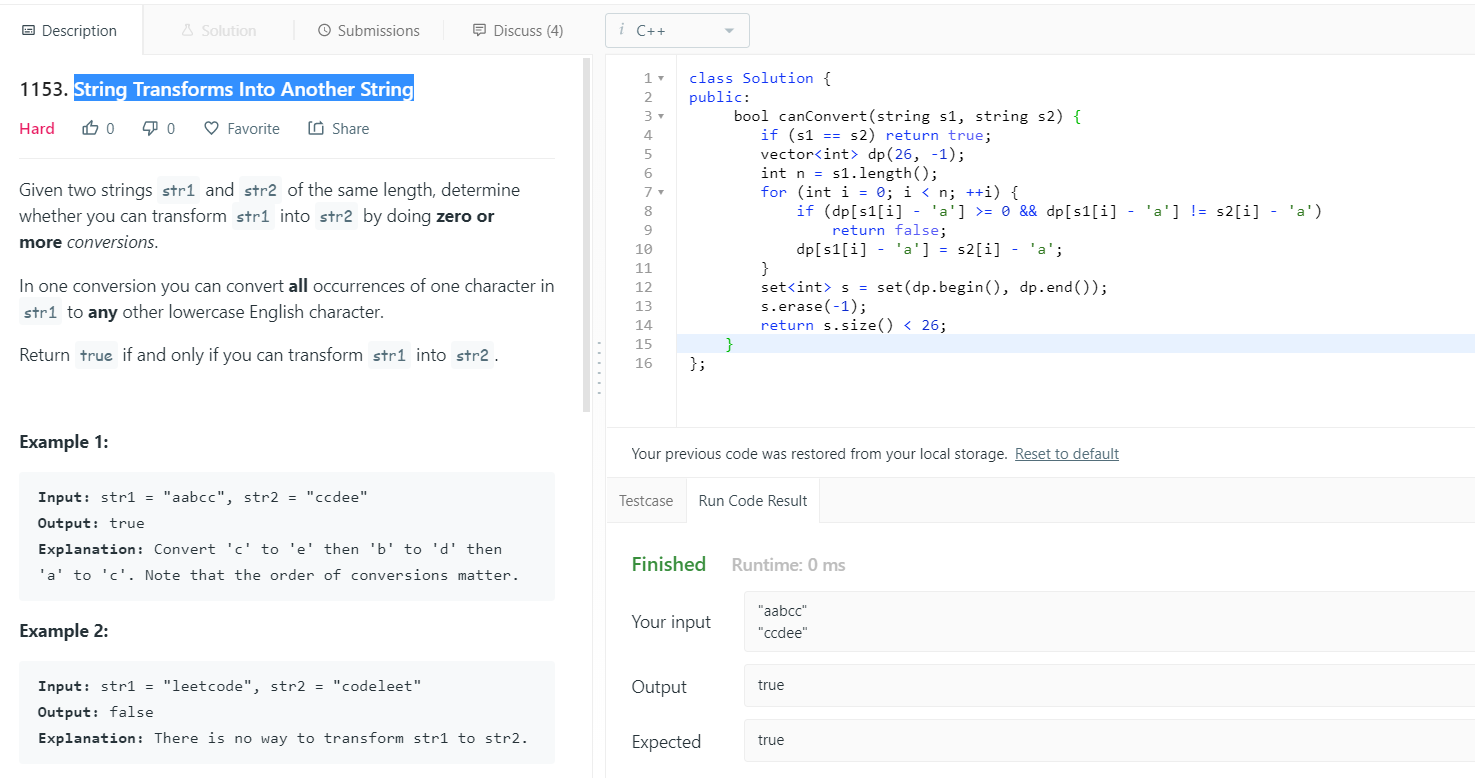 Description
Solution
Submissions
Discuss (4)
i C++
1153. String Transforms Into Another String
Hard 0 0 Favorite Share
Given two strings str1 and str2 of the same length, determine
whether you can transform str1 into str2 by doing zero or
more conversions.
In one conversion you can convert all occurrences of one character in
str1 to any other lowercase English character.
Return true if and only if you can transform str1 into str2 .
Example 1:
Input: str1 = "aabcc", str2 = "ccdee"
Output: true
Explanation: Convert 'c' to 'e' then 'b' to 'd' then
'a' to 'c'. Note that the order of conversions matter.
Example 2:
Input: str1 = "leetcode", str2 = "codeleet"
Output: false
Explanation: There is no way to transform str1 to str2.
1 class Solution {
2 public:
3      bool canConvert(string s1, string s2) {
4         if (s1 == s2) return true;
5         vector<int> dp(26, -1);
6         int n = s1.length();
7         for (int i = 0; i < n; ++i) {
8             if (dp[s1[i] - 'a'] >= 0 && dp[s1[i] - 'a'] != s2[i] - 'a')
9                 return false;
10             dp[s1[i] - 'a'] = s2[i] - 'a';
11         }
12         set<int> s = set(dp.begin(), dp.end());
13         s.erase(-1);
14         return s.size() < 26;
15     }
16 };
Your previous code was restored from your local storage. Reset to default
Testcase
Run Code Result
Finished Runtime: 0 ms
Your input
"aabcc"
"ccdee"
Output
true
Expected
true